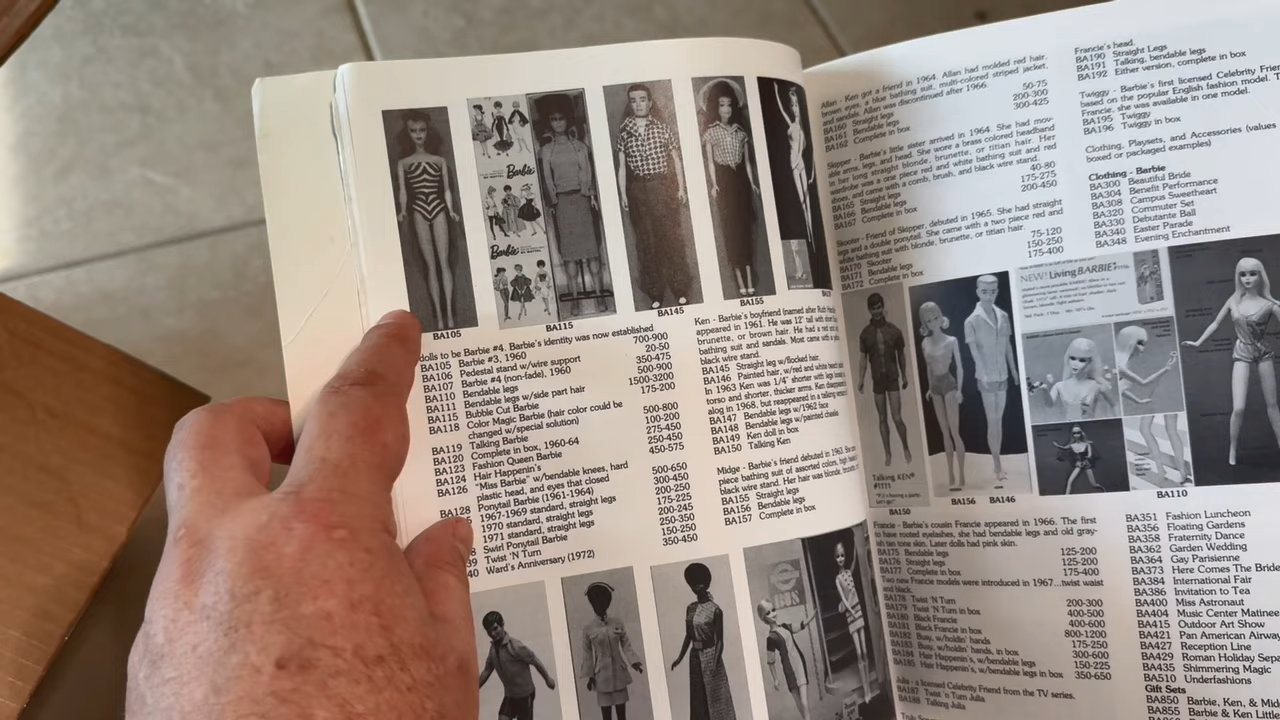 Barbie
Barbie
BA105
BA115
BA145
BA155
dolls to be Barbie #4. Barbie's identity was now established
BA105 Barbie #3, 1960 700-900
BA106 Pedestal stand w/wire support 20-50
BA107 Barbie #4 (non-fade), 1960 350-475
BA110 Bendable legs 500-900
BA111 Bendable legs w/side part hair 1500-3200
BA115 Bubble Cut Barbie 175-200
BA118 Color Magic Barbie (hair color could be
changed w/special solution) 500-800
BA119 Talking Barbie 100-200
BA120 Complete in box, 1960-64 275-450
BA123 Fashion Queen Barbie 250-450
BA124 Hair Happenin's 450-575
BA126 "Miss Barbie" w/bendable knees, hard
plastic head, and eyes that closed 500-650
BA128 Ponytail Barbie (1961-1964) 300-450
1967-1969 standard, straight legs 200-250
1970 standard, straight legs 175-225
1971 standard, straight legs 200-245
Swirl Ponytail Barbie 250-350
39 Twist 'N Turn 150-250
40 Ward's Anniversary (1972) 350-450
Ken - Barbie's boyfriend (named after Ruth
appeared in 1961. He was 12" tall with short
brunette, or brown hair. He had a red
bathing suit and sandals. Most came with a
black wire stand.
BA145 Straight leg w/flocked hair
BA146 Painted hair, w/red and white
In 1963 Ken was 1/4" shorter with legs
torso and shorter, thicker arms. Ken
alog in 1968, but reappeared in a talking
BA147 Bendable legs w/1962 face
BA148 Bendable legs w/painted cheeks
BA149 Ken doll in box
BA150 Talking Ken
Midge - Barbie's friend debuted in 1963.
piece bathing suit of assorted colors, high
black wire stand. Her hair was blonde,
BA155 Straight legs
BA156 Bendable legs
BA157 Complete in box
Allan - Ken got a friend in 1964. Allan had molded red hair,
brown eyes, a blue bathing suit, multi-colored striped jacket,
and sandals. Allan was discontinued after 1966.
BA160 Straight legs 50-75
BA161 Bendable legs 200-300
BA162 Complete in box 300-425
Skipper - Barbie's little sister arrived in 1964. She had mov-
able arms, legs, and head. She wore a brass colored headband
in her long straight blonde, brunette, or titian hair. Her
wardrobe was a one piece red and white bathing suit and red
shoes, and came with a comb, brush, and black wire stand.
BA165 Straight legs 40-80
BA166 Bendable legs 175-275
BA167 Complete in box 200-450
Skooter - Friend of Skipper, debuted in 1965. She had straight
legs and a double ponytail. She came with a two piece red and
white bathing suit with blonde, brunette, or titian hair.
BA170 Skooter 75-120
BA171 Bendable legs 150-250
BA172 Complete in box 175-400
Francie's head.
BA190 Straight Legs
BA191 Talking, bendable legs
BA192 Either version, complete in box
Twiggy - Barbie's first licensed Celebrity
based on the popular English fashion model.
Francie, she was available in one model.
BA195 Twiggy
BA196 Twiggy in box
Clothing, Playsets, and Accessories (values
boxed or packaged examples)
Clothing - Barbie
BA300 Beautiful Bride
BA304 Benefit Performance
BA308 Campus Sweetheart
BA320 Commuter Set
BA330 Debutante Ball
BA340 Easter Parade
BA348 Evening Enchantment
NEW! Living BARBIE
Talking KEN
#1111
BA150
BA156 BA146
BA110
Francie - Barbie's cousin Francie appeared in 1966. The first
to have rooted eyelashes, she had bendable legs and old gray-
ish tan tone skin. Later dolls had pink skin.
BA175 Bendable legs 125-200
BA176 Straight legs 125-200
BA177 Complete in box 175-400
Two new Francie models were introduced in 1967...twist waist
and black.
BA178 Twist 'N Turn 200-300
BA179 Twist 'N Turn in box 400-500
BA180 Black Francie 400-600
BA181 Black Francie in box 800-1200
BA182 Busy, w/holdin' hands 175-250
BA183 Busy, w/holdin' hands, in box 300-600
BA184 Hair Happenin's, w/bendable legs 150-225
BA185 Hair Happenin's, w/bendable legs in box 350-650
Julia - a licensed Celebrity Friend from the TV series.
BA187 Twist 'n Turn Julia
BA188 Talking Julia
BA351 Fashion Luncheon
BA356 Floating Gardens
BA358 Fraternity Dance
BA362 Garden Wedding
BA364 Gay Parisienne
BA373 Here Comes The Bride
BA384 International Fair
BA386 Invitation to Tea
BA400 Miss Astronaut
BA404 Music Center Matinee
BA415 Outdoor Art Show
BA421 Pan American Airway
BA427 Reception Line
BA429 Roman Holiday
BA435 Shimmering Magic
BA510 Underfashions
Gift Sets
BA850 Barbie, Ken, &
BA855 Barbie & Ken